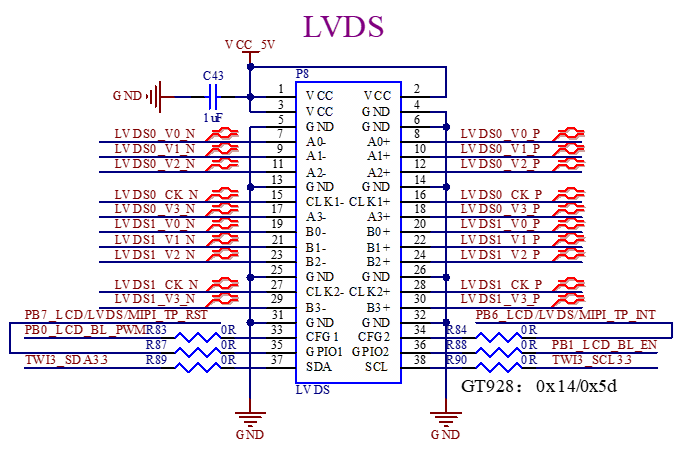 LVDS
VCC_5V
C43
P8
GND
1uF
1 VCC VCC 2
3 VCC GND 4
5 GND GND 6
LVDS0_V0_N 7 A0- A0+ 8 LVDS0_V0_P
LVDS0_V1_N 9 A1- A1+ 10 LVDS0_V1_P
LVDS0_V2_N 11 A2- A2+ 12 LVDS0_V2_P
13 GND GND 14
LVDS0_CK_N 15 CLK1- CLK1+ 16 LVDS0_CK_P
LVDS0_V3_N 17 A3- A3+ 18 LVDS0_V3_P
LVDS1_V0_N 19 B0- B0+ 20 LVDS1_V0_P
LVDS1_V1_N 21 B1- B1+ 22 LVDS1_V1_P
LVDS1_V2_N 23 B2- B2+ 24 LVDS1_V2_P
25 GND GND 26
LVDS1_CK_N 27 CLK2- CLK2+ 28 LVDS1_CK_P
LVDS1_V3_N 29 B3- B3+ 30 LVDS1_V3_P
PB7_LCD/LVDS/MIPI_TP_RST 31 GND GND 32 PB6_LCD/LVDS/MIPI_TP_INT
PB0_LCD_BL_PWM R83 0R 33 CFG1 CFG2 34 R84 0R
R87 0R 35 GPIO1 GPIO2 36 R88 0R PB1_LCD_BL_EN
TWI3_SDA3.3 R89 0R 37 SDA SCL 38 R90 0R TWI3_SCL3.3
LVDS
GT928：0x14/0x5d
GND GND